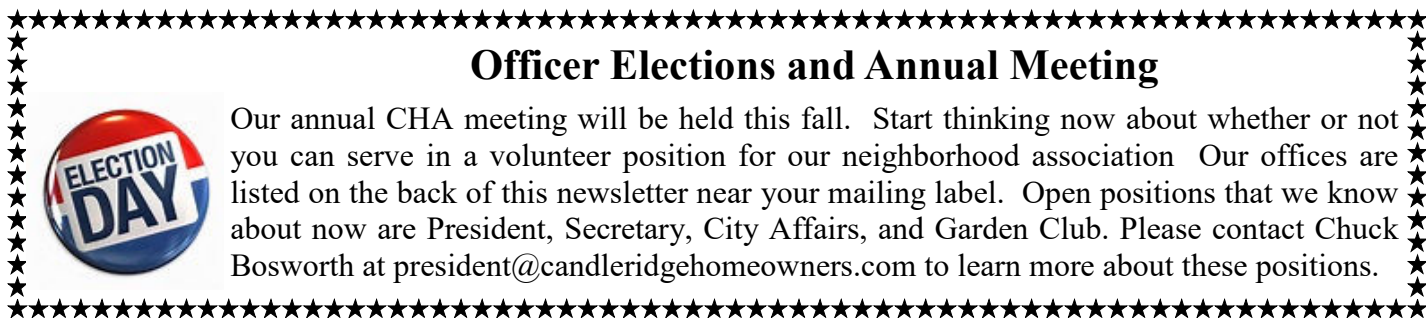 Officer Elections and Annual Meeting
ELECTION
DAY
Our annual CHA meeting will be held this fall.  Start thinking now about whether or not
you can serve in a volunteer position for our neighborhood association  Our offices are
listed on the back of this newsletter near your mailing label.  Open positions that we know
about now are President, Secretary, City Affairs, and Garden Club. Please contact Chuck
Bosworth at president@candleridgehomeowners.com to learn more about these positions.